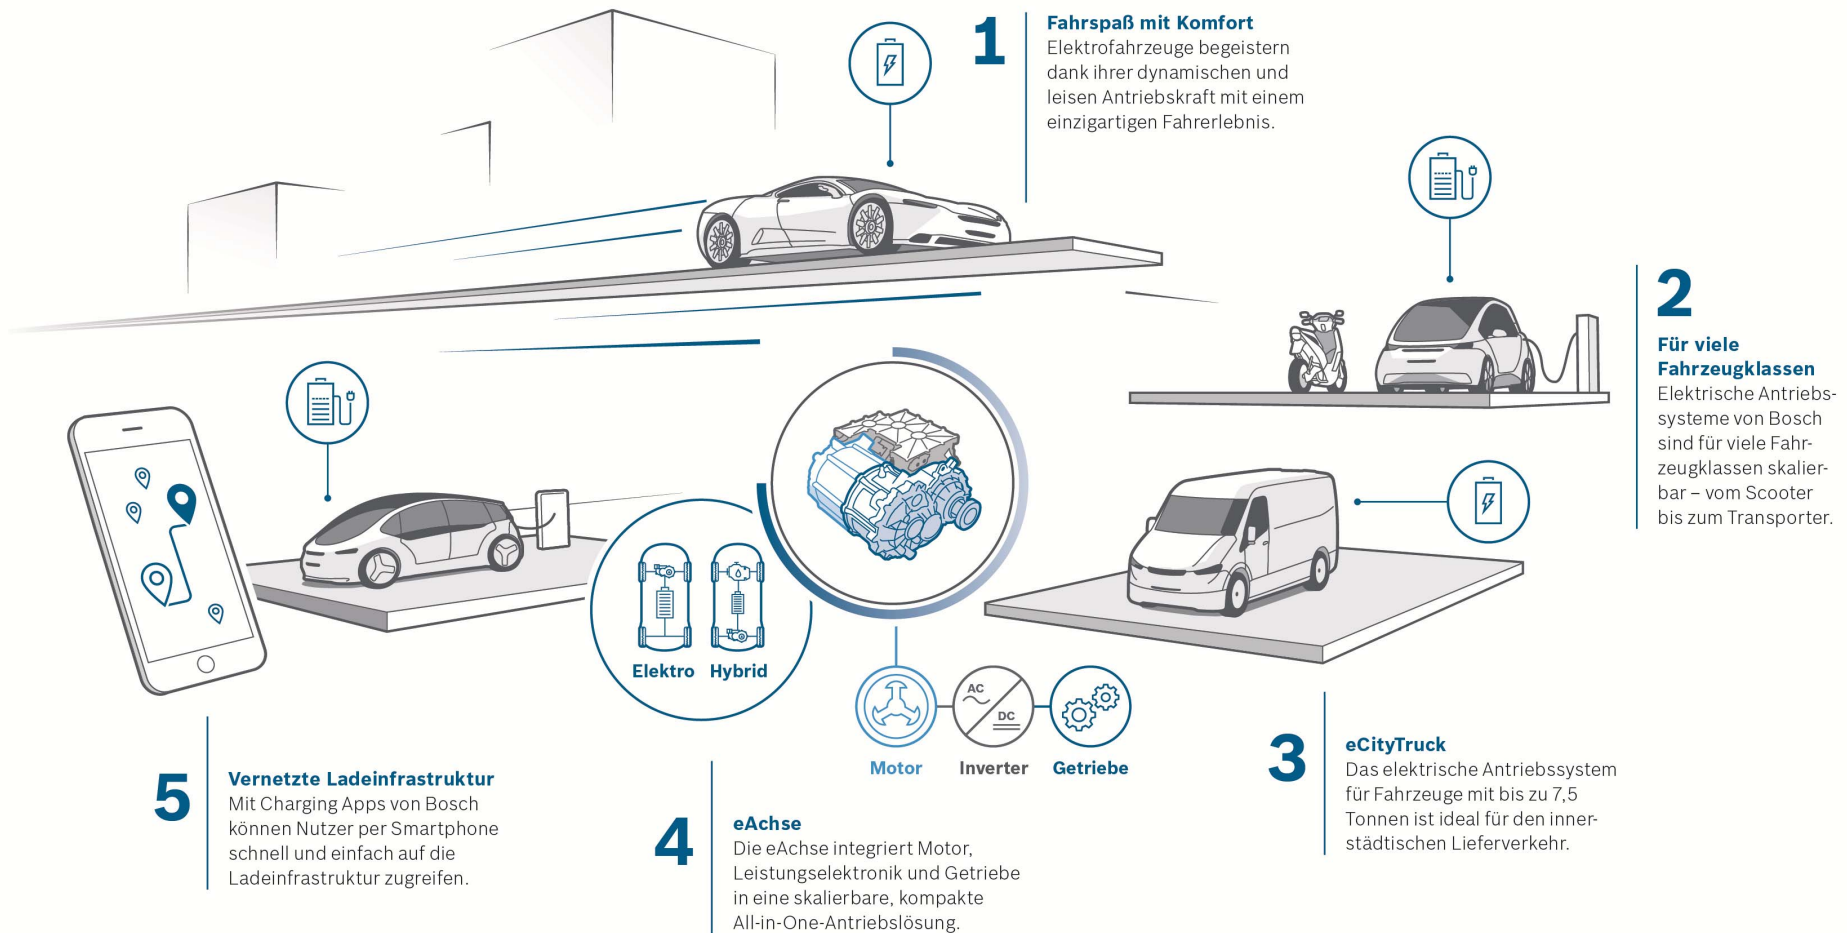 1
Fahrspaß mit Komfort
Elektrofahrzeuge begeistern
dank ihrer dynamischen und
leisen Antriebskraft mit einem
einzigartigen Fahrerlebnis.
2
Für viele
Fahrzeugklassen
Elektrische Antriebs-
systeme von Bosch
sind für viele Fahr-
zeugklassen skalier-
bar – vom Scooter
bis zum Transporter.
Elektro Hybrid
AC
DC
Motor Inverter Getriebe
3
eCityTruck
Das elektrische Antriebssystem
für Fahrzeuge mit bis zu 7,5
Tonnen ist ideal für den inner-
städtischen Lieferverkehr.
4
eAchse
Die eAchse integriert Motor,
Leistungselektronik und Getriebe
in eine skalierbare, kompakte
All-in-One-Antriebslösung.
5
Vernetzte Ladeinfrastruktur
Mit Charging Apps von Bosch
können Nutzer per Smartphone
schnell und einfach auf die
Ladeinfrastruktur zugreifen.